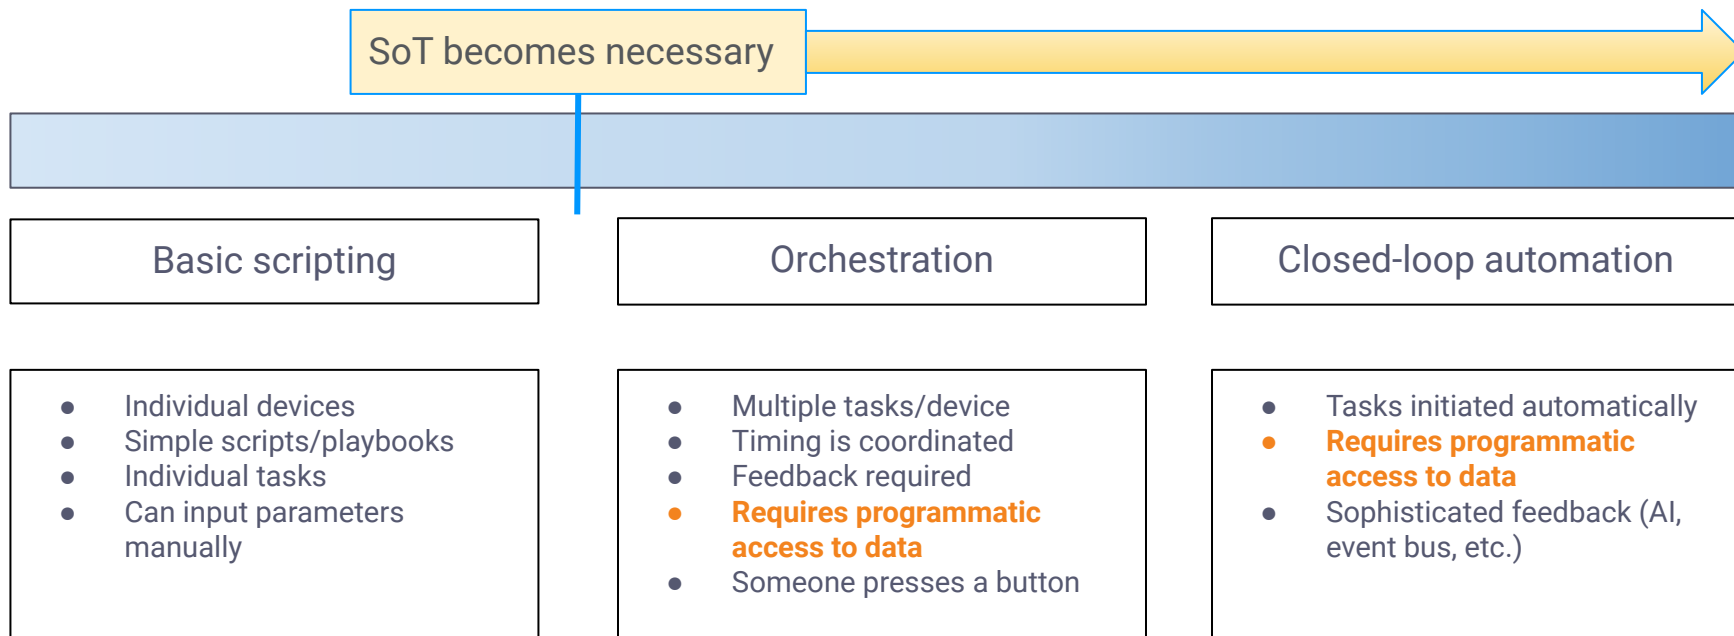 SoT becomes necessary
Basic scripting
Orchestration
Closed-loop automation
● Individual devices
● Simple scripts/playbooks
● Individual tasks
● Can input parameters
manually
● Multiple tasks/device
● Timing is coordinated
● Feedback required
● Requires programmatic
access to data
● Someone presses a button
● Tasks initiated automatically
● Requires programmatic
access to data
● Sophisticated feedback (AI,
event bus, etc.)